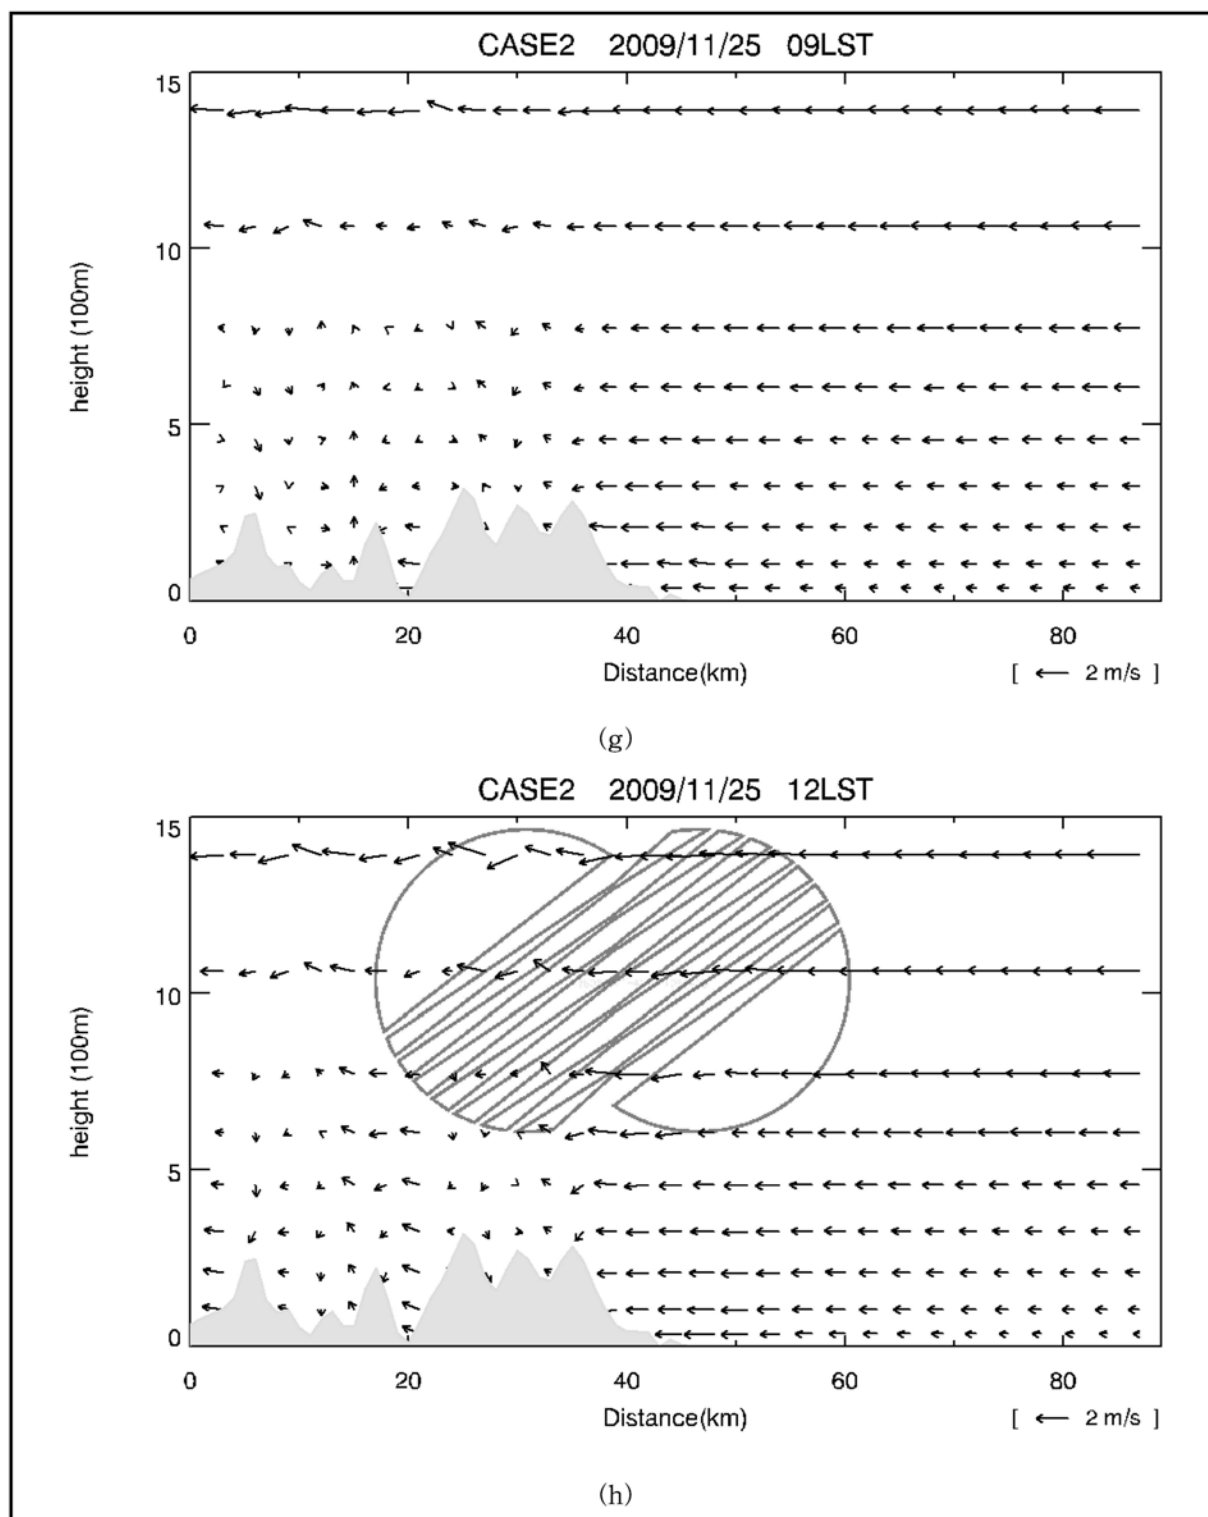 CASE2 2009/11/25 09LST
15
10
5
0
height (100m)
0 20 40 60 80
Distance(km)
[ 2 m/s ]
(g)
CASE2 2009/11/25 12LST
15
10
5
0
height (100m)
0 20 40 60 80
Distance(km)
[ 2 m/s ]
(h)